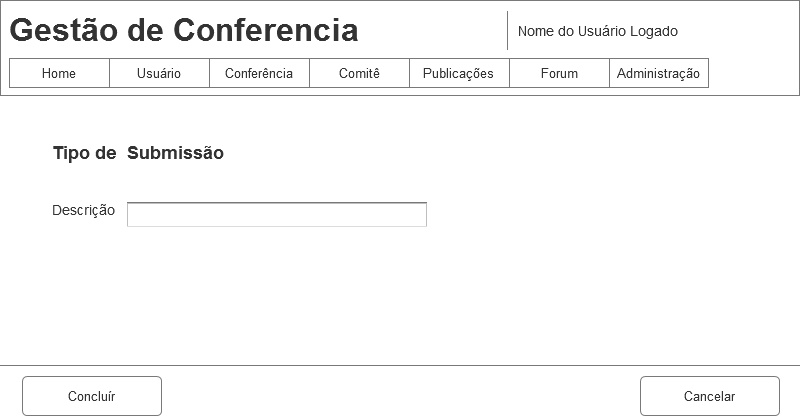 Gestão de Conferencia
Nome do Usuário Logado
Home Usuário Conferência Comitê Publicações Forum Administração
Tipo de Submissão
Descrição
Concluír Cancelar